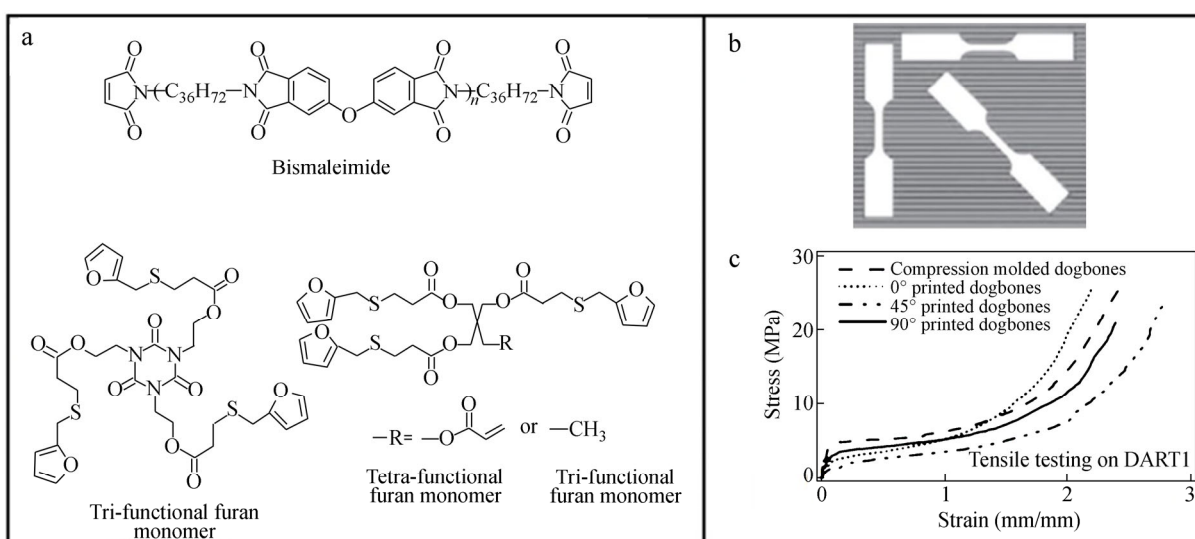 a
O O O O O O
N ( C36H72 N N )n C36H72 N
O O O O O O O
Bismaleimide
O S O
O
O
O O
N N
O O
O N O
S
O S O
O
O
O
Tri-functional furan
monomer
O O O O
S O O S
O O
S O R
O
—R= —O or —CH3
Tetra-functional
furan monomer
Tri-functional
furan monomer
b
c
30
20
10
0
Stress (MPa)
Compression molded dogbones
0° printed dogbones
45° printed dogbones
90° printed dogbones
Tensile testing on DART1
0 1 2 3
Strain (mm/mm)